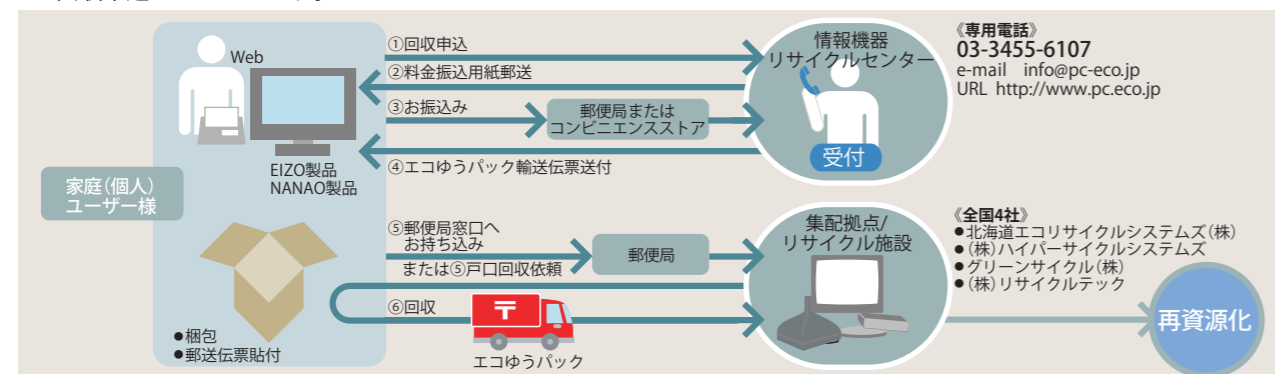 Web
家庭(個人)
ユーザー様
EIZO製品
NANAO製品
●梱包
●郵送伝票貼付
①回収申込
②料金振込用紙郵送
③お振込み
郵便局または
コンビニエンスストア
④エコゆうパック輸送伝票送付
⑤郵便局窓口へ
お持ち込み
または⑤戸口回収依頼
郵便局
⑥回収
〒
エコゆうパック
情報機器
リサイクルセンター
受付
《専用電話》
03-3455-6107
e-mail info@pc-eco.jp
URL http://www.pc.eco.jp
集配拠点/
リサイクル施設
《全国4社》
●北海道エコリサイクルシステムズ(株)
●(株)ハイパーサイクルシステムズ
●グリーンサイクル(株)
●(株)リサイクルテック
再資源化